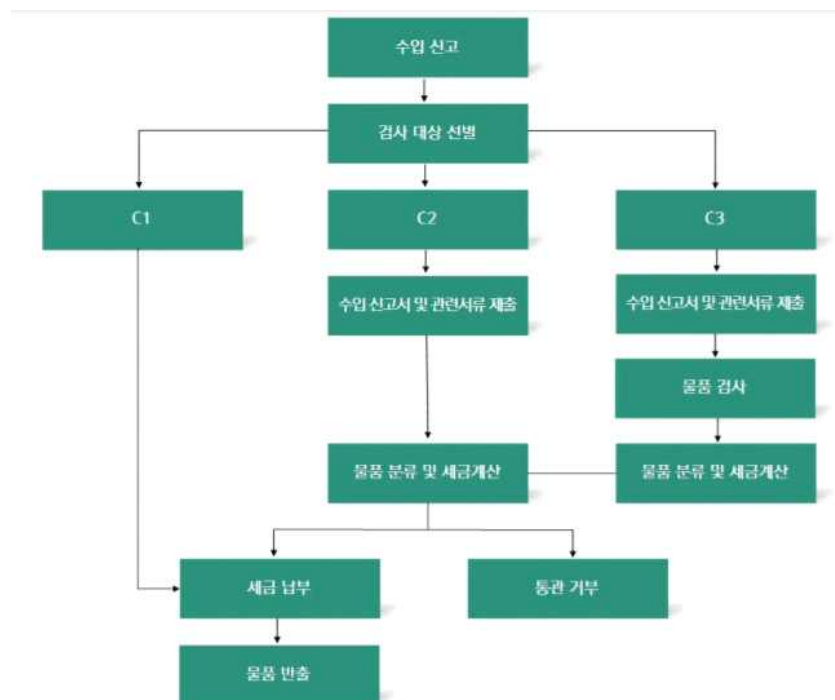 수입 신고
검사 대상 선별
C1
C2
C3
수입 신고서 및 관련서류 제출
수입 신고서 및 관련서류 제출
물품 검사
물품 분류 및 세금계산
물품 분류 및 세금계산
세금 납부
통관 거부
물품 반출